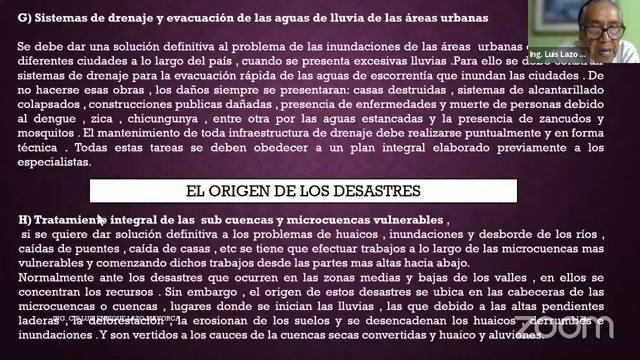 G) Sistemas de drenaje y evacuación de las aguas de lluvia de las áreas urbanas
Se debe dar una solución definitiva al problema de las inundaciones de las áreas urbanas
diferentes ciudades a lo largo del país , cuando se presenta excesivas lluvias .Para ello se debe
sistemas de drenaje para la evacuación rápida de las aguas de escorrentía que inundan las ciudades . De
no hacerse esas obras , los daños siempre se presentaran: casas destruidas , sistemas de alcantarillado
colapsados , construcciones publicas dañadas , presencia de enfermedades y muerte de personas debido
al dengue , zica , chicungunya , entre otra por las aguas estancadas y la presencia de zancudos y
mosquitos . El mantenimiento de toda infraestructura de drenaje debe realizarse puntualmente y en forma
técnica . Todas estas tareas se deben obedecer a un plan integral elaborado previamente a los
especialistas.
Ing. Luis Lazo
EL ORIGEN DE LOS DESASTRES
H) Tratamiento integral de las sub cuencas y microcuencas vulnerables ,
si se quiere dar solución definitiva a los problemas de huaicos , inundaciones y desborde de los ríos ,
caídas de puentes , caída de casas , etc se tiene que efectuar trabajos a lo largo de las microcuencas mas
vulnerables y comenzando dichos trabajos desde las partes mas altas hacia abajo.
Normalmente ante los desastres que ocurren en las zonas medias y bajas de los valles , en ellos se
concentran los recursos . Sin embargo , el origen de estos desastres se ubica en las cabeceras de las
microcuencas o cuencas , lugares donde se inician las lluvias , las que debido a las altas pendientes
laderas , la deforestación , la erosionan de los suelos y se desencadenan los huaicos , derrumbes e
inundaciones . Y son vertidos a los cauces de la cuencas secas convertidas y huaico y aluviones.
zoom